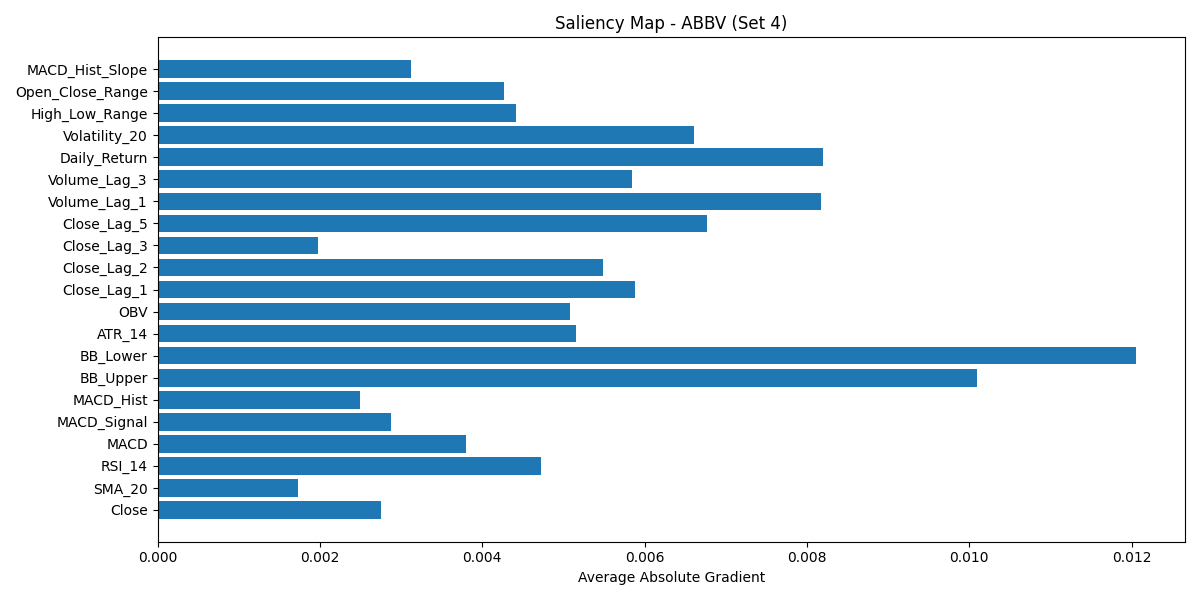 Saliency Map - ABBV (Set 4)
MACD_Hist_Slope
Open_Close_Range
High_Low_Range
Volatility_20
Daily_Return
Volume_Lag_3
Volume_Lag_1
Close_Lag_5
Close_Lag_3
Close_Lag_2
Close_Lag_1
OBV
ATR_14
BB_Lower
BB_Upper
MACD_Hist
MACD_Signal
MACD
RSI_14
SMA_20
Close
0.000 0.002 0.004 0.006 0.008 0.010 0.012
Average Absolute Gradient